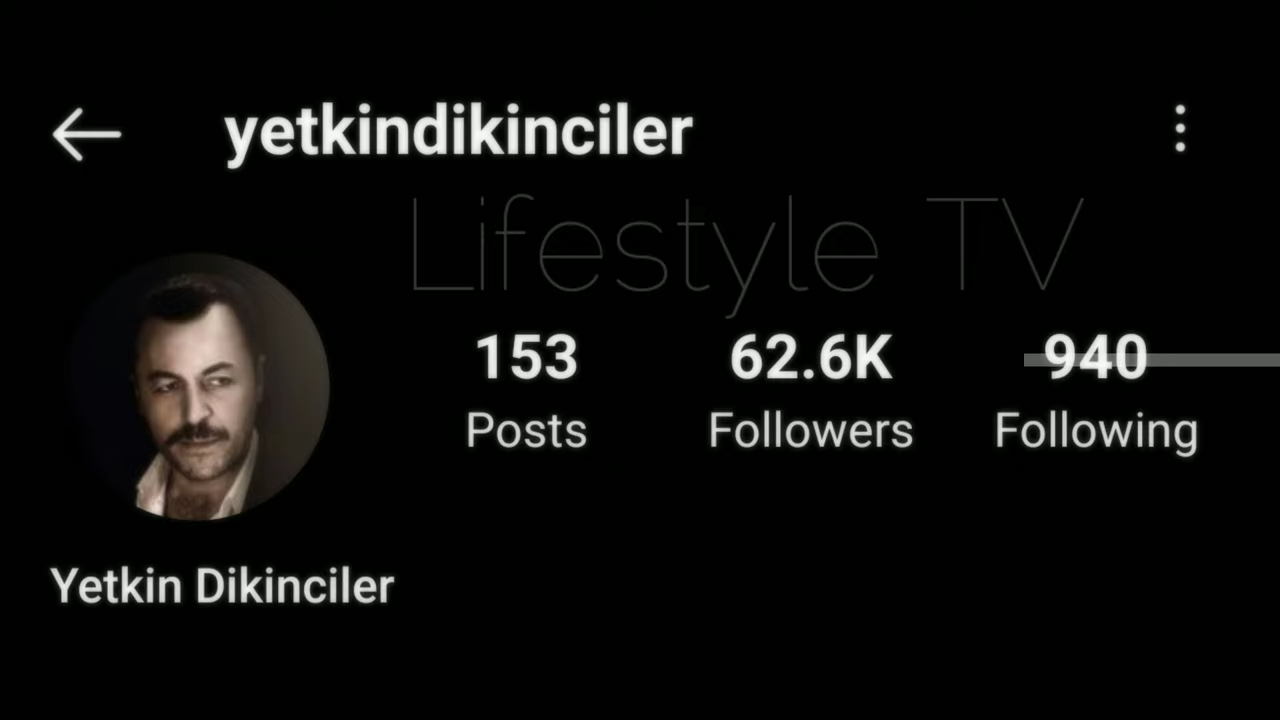 yetkindikinciler
Lifestyle TV
153 62.6K 940
Posts Followers Following
Yetkin Dikinciler